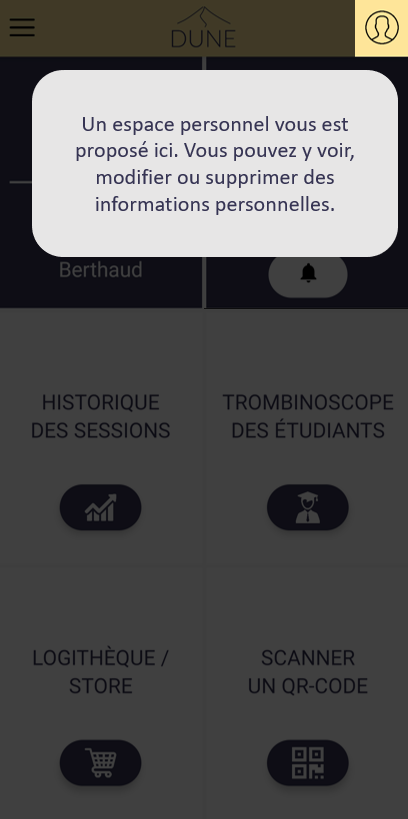 DUNE
Un espace personnel vous est
proposé ici. Vous pouvez y voir,
modifier ou supprimer des
informations personnelles.
Berthaud
HISTORIQUE
DES SESSIONS
TROMBINOSCOPE
DES ÉTUDIANTS
LOGITHÈQUE /
STORE
SCANNER
UN QR-CODE